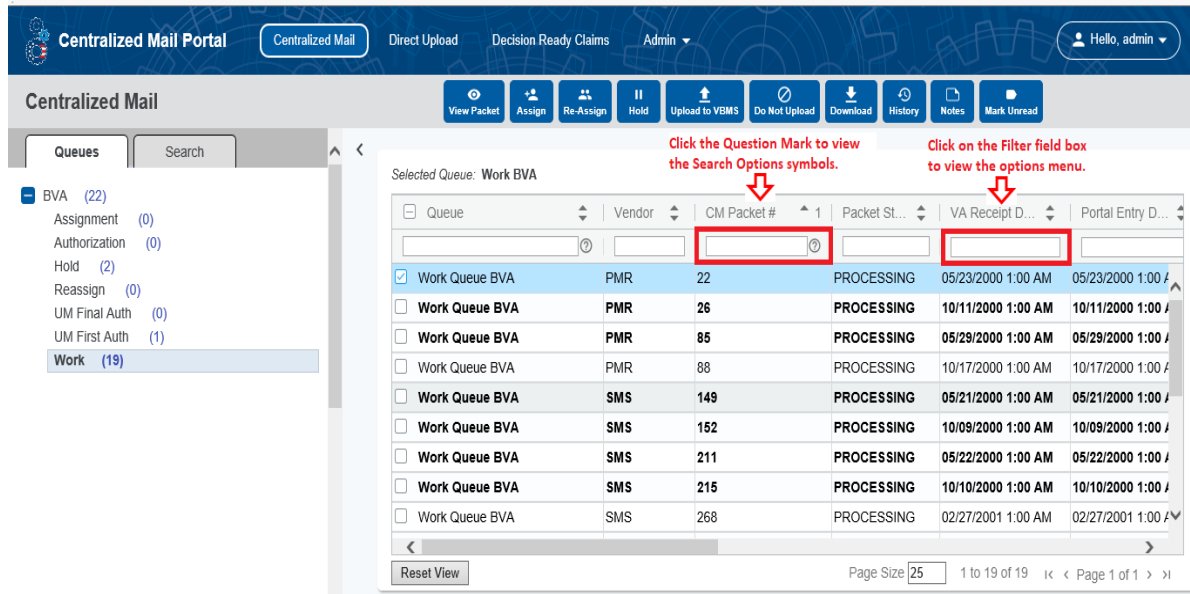 Centralized Mail Portal Centralized Mail Direct Upload Decision Ready Claims Admin Hello, admin
Centralized Mail
View Packet Assign Re-Assign Hold Upload to VBMS Do Not Upload Download History Notes Mark Unread
Queues Search
BVA (22)
Assignment (0)
Authorization (0)
Hold (2)
Reassign (0)
UM Final Auth (0)
UM First Auth (1)
Work (19)
Click the Question Mark to view
the Search Options symbols.
Click on the Filter field box
to view the options menu.
Selected Queue: Work BVA
Queue Vendor CM Packet # 1 Packet St... VA Receipt D... Portal Entry D...
Work Queue BVA PMR 22 PROCESSING 05/23/2000 1:00 AM 05/23/2000 1:00
Work Queue BVA PMR 26 PROCESSING 10/11/2000 1:00 AM 10/11/2000 1:00
Work Queue BVA PMR 85 PROCESSING 05/29/2000 1:00 AM 05/29/2000 1:00
Work Queue BVA PMR 88 PROCESSING 10/17/2000 1:00 AM 10/17/2000 1:00
Work Queue BVA SMS 149 PROCESSING 05/21/2000 1:00 AM 05/21/2000 1:00
Work Queue BVA SMS 152 PROCESSING 10/09/2000 1:00 AM 10/09/2000 1:00
Work Queue BVA SMS 211 PROCESSING 05/22/2000 1:00 AM 05/22/2000 1:00
Work Queue BVA SMS 215 PROCESSING 10/10/2000 1:00 AM 10/10/2000 1:00
Work Queue BVA SMS 268 PROCESSING 02/27/2001 1:00 AM 02/27/2001 1:00
Reset View Page Size 25 1 to 19 of 19 Page 1 of 1